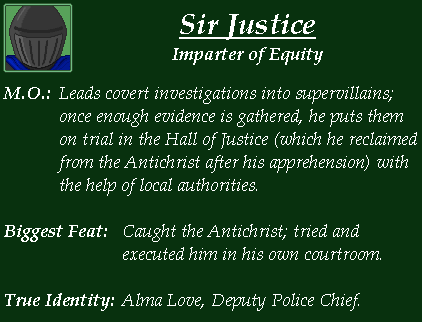 Sir Justice
Imparter of Equity
M.O.: Leads covert investigations into supervillains;
once enough evidence is gathered, he puts them
on trial in the Hall of Justice (which he reclaimed
from the Antichrist after his apprehension) with
the help of local authorities.
Biggest Feat: Caught the Antichrist; tried and
executed him in his own courtroom.
True Identity: Alma Love, Deputy Police Chief.